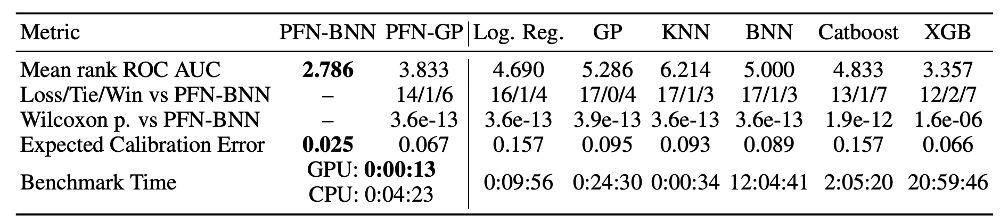 Metric PFN-BNN PFN-GP Log. Reg. GP KNN BNN Catboost XGB
Mean rank ROC AUC 2.786 3.833 4.690 5.286 6.214 5.000 4.833 3.357
Loss/Tie/Win vs PFN-BNN – 14/1/6 16/1/4 17/0/4 17/1/3 17/1/3 13/1/7 12/2/7
Wilcoxon p. vs PFN-BNN – 3.6e-13 3.6e-13 3.9e-13 3.6e-13 3.6e-13 1.9e-12 1.6e-06
Expected Calibration Error 0.025 0.067 0.157 0.095 0.093 0.089 0.157 0.066
GPU: 0:00:13
Benchmark Time 0:09:56 0:24:30 0:00:34 12:04:41 2:05:20 20:59:46
CPU: 0:04:23